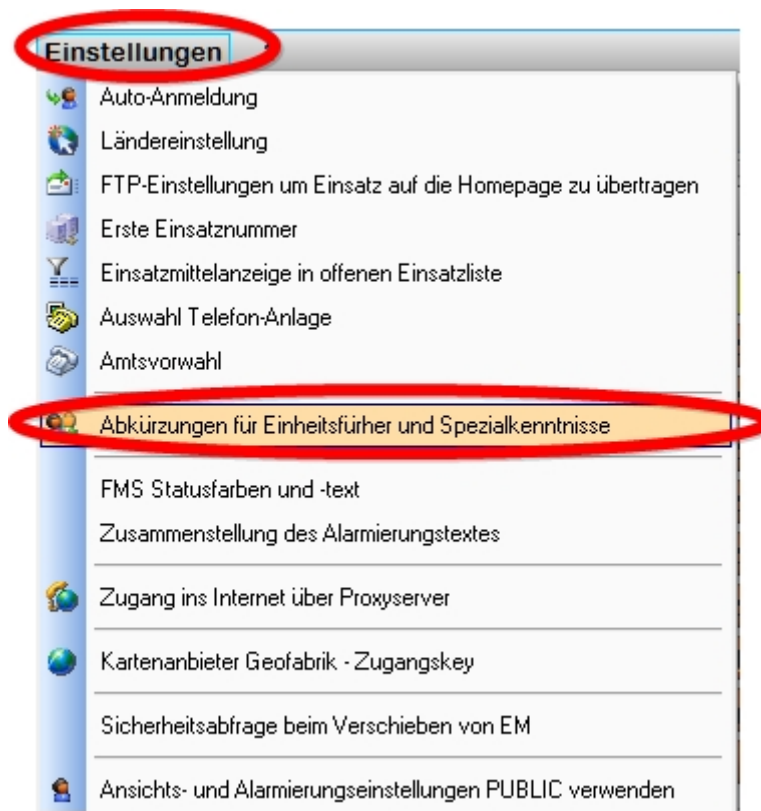 Einstellungen
Auto-Anmeldung
Ländereinstellung
FTP-Einstellungen um Einsatz auf die Homepage zu übertragen
Erste Einsatznummer
Einsatzmittelanzeige in offenen Einsatzliste
Auswahl Telefon-Anlage
Amtsvorwahl
Abkürzungen für Einheitsfürher und Spezialkenntnisse
FMS Statusfarben und -text
Zusammenstellung des Alarmierungstextes
Zugang ins Internet über Proxyserver
Kartenanbieter Geofabrik - Zugangskey
Sicherheitsabfrage beim Verschieben von EM
Ansichts- und Alarmierungseinstellungen PUBLIC verwenden